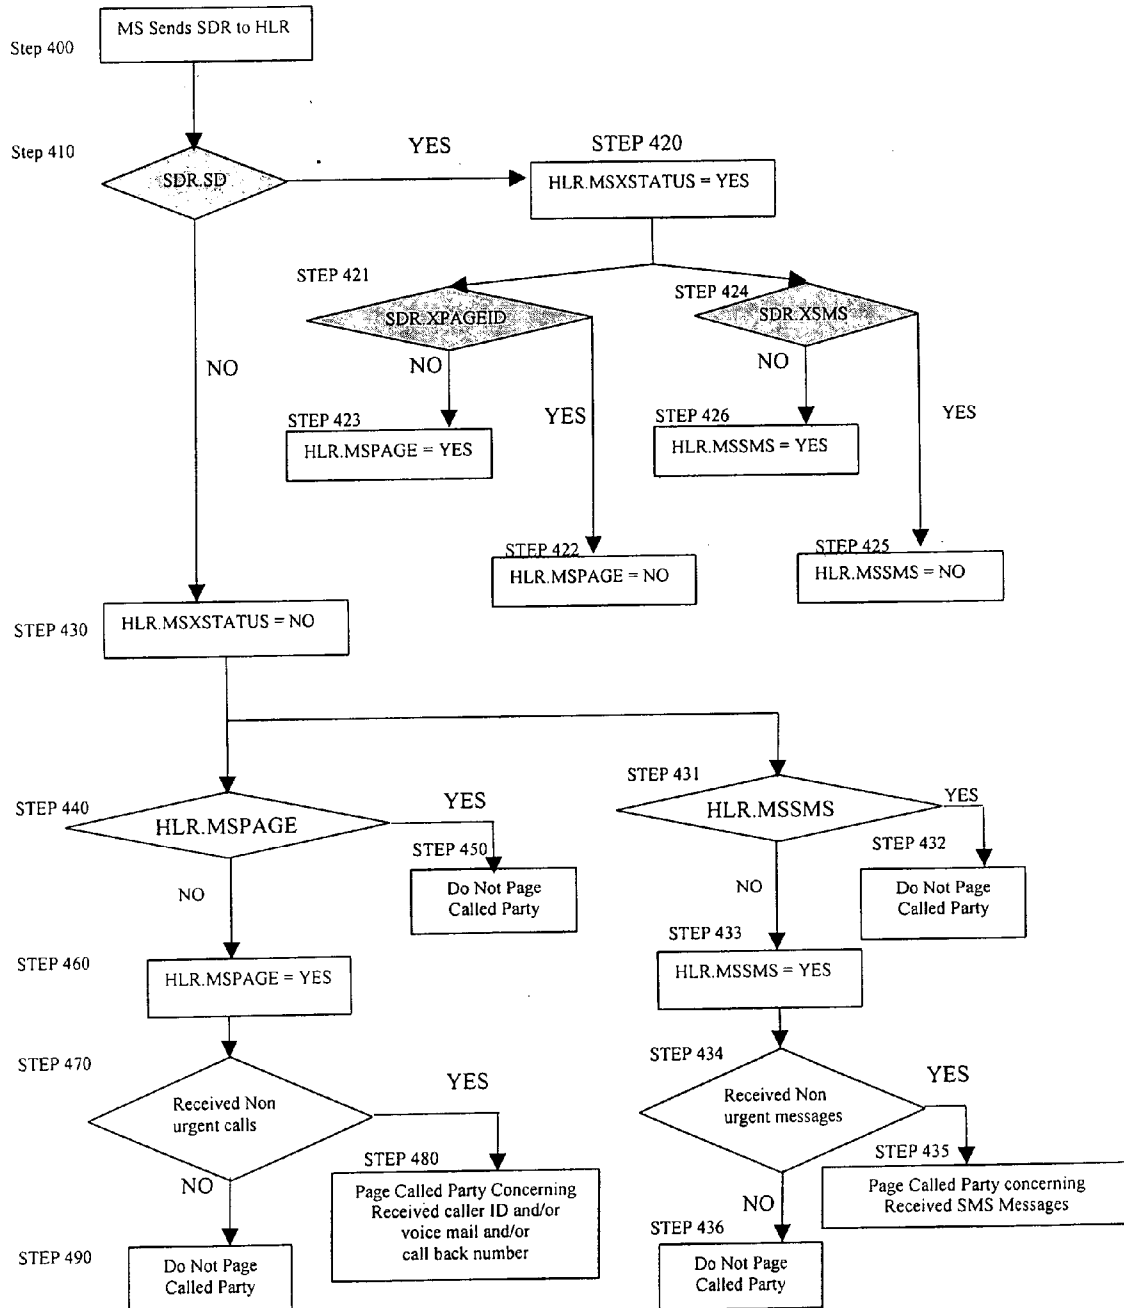 MS Sends SDR to HLR
Step 400
Step 410
SDR.SD
YES
STEP 420
HLR.MSXSTATUS = YES
STEP 421
SDR.XPAGEID
STEP 424
SDR.XSMS
NO
NO
NO
YES
YES
STEP 423
HLR.MSPAGE = YES
STEP 426
HLR.MSSMS = YES
STEP 422
HLR.MSPAGE = NO
STEP 425
HLR.MSSMS = NO
STEP 430
HLR.MSXSTATUS = NO
STEP 440
HLR.MSPAGE
YES
STEP 431
HLR.MSSMS
YES
STEP 450
Do Not Page
Called Party
STEP 432
Do Not Page
Called Party
NO
NO
STEP 460
HLR.MSPAGE = YES
STEP 433
HLR.MSSMS = YES
STEP 470
Received Non
urgent calls
YES
STEP 434
Received Non
urgent messages
YES
STEP 480
Page Called Party Concerning
Received caller ID and/or
voice mail and/or
call back number
STEP 435
Page Called Party concerning
Received SMS Messages
NO
NO
STEP 490
Do Not Page
Called Party
STEP 436
Do Not Page
Called Party